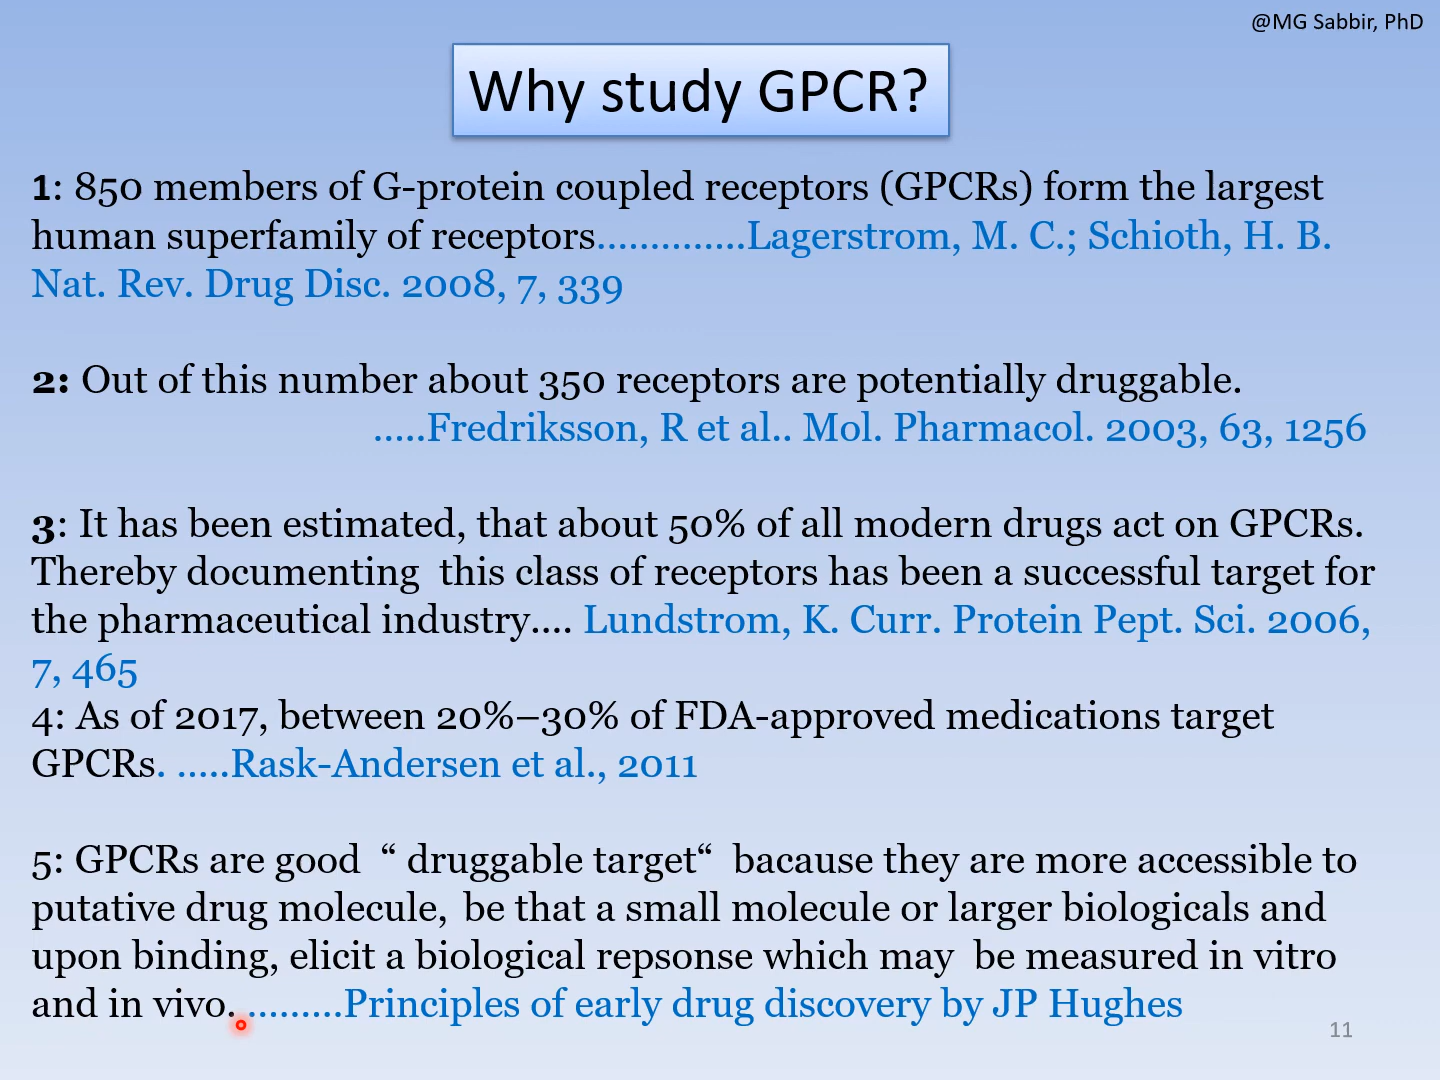 @MG Sabbir, PhD
Why study GPCR?
1: 850 members of G-protein coupled receptors (GPCRs) form the largest
human superfamily of receptors..............Lagerstrom, M. C.; Schioth, H. B.
Nat. Rev. Drug Disc. 2008, 7, 339
2: Out of this number about 350 receptors are potentially druggable.
.....Fredriksson, R et al.. Mol. Pharmacol. 2003, 63, 1256
3: It has been estimated, that about 50% of all modern drugs act on GPCRs.
Thereby documenting  this class of receptors has been a successful target for
the pharmaceutical industry.... Lundstrom, K. Curr. Protein Pept. Sci. 2006,
7, 465
4: As of 2017, between 20%–30% of FDA-approved medications target
GPCRs. .....Rask-Andersen et al., 2011
5: GPCRs are good  “ druggable target“  bacause they are more accessible to
putative drug molecule,  be that a small molecule or larger biologicals and
upon binding, elicit a biological repsonse which may  be measured in vitro
and in vivo. .........Principles of early drug discovery by JP Hughes
11